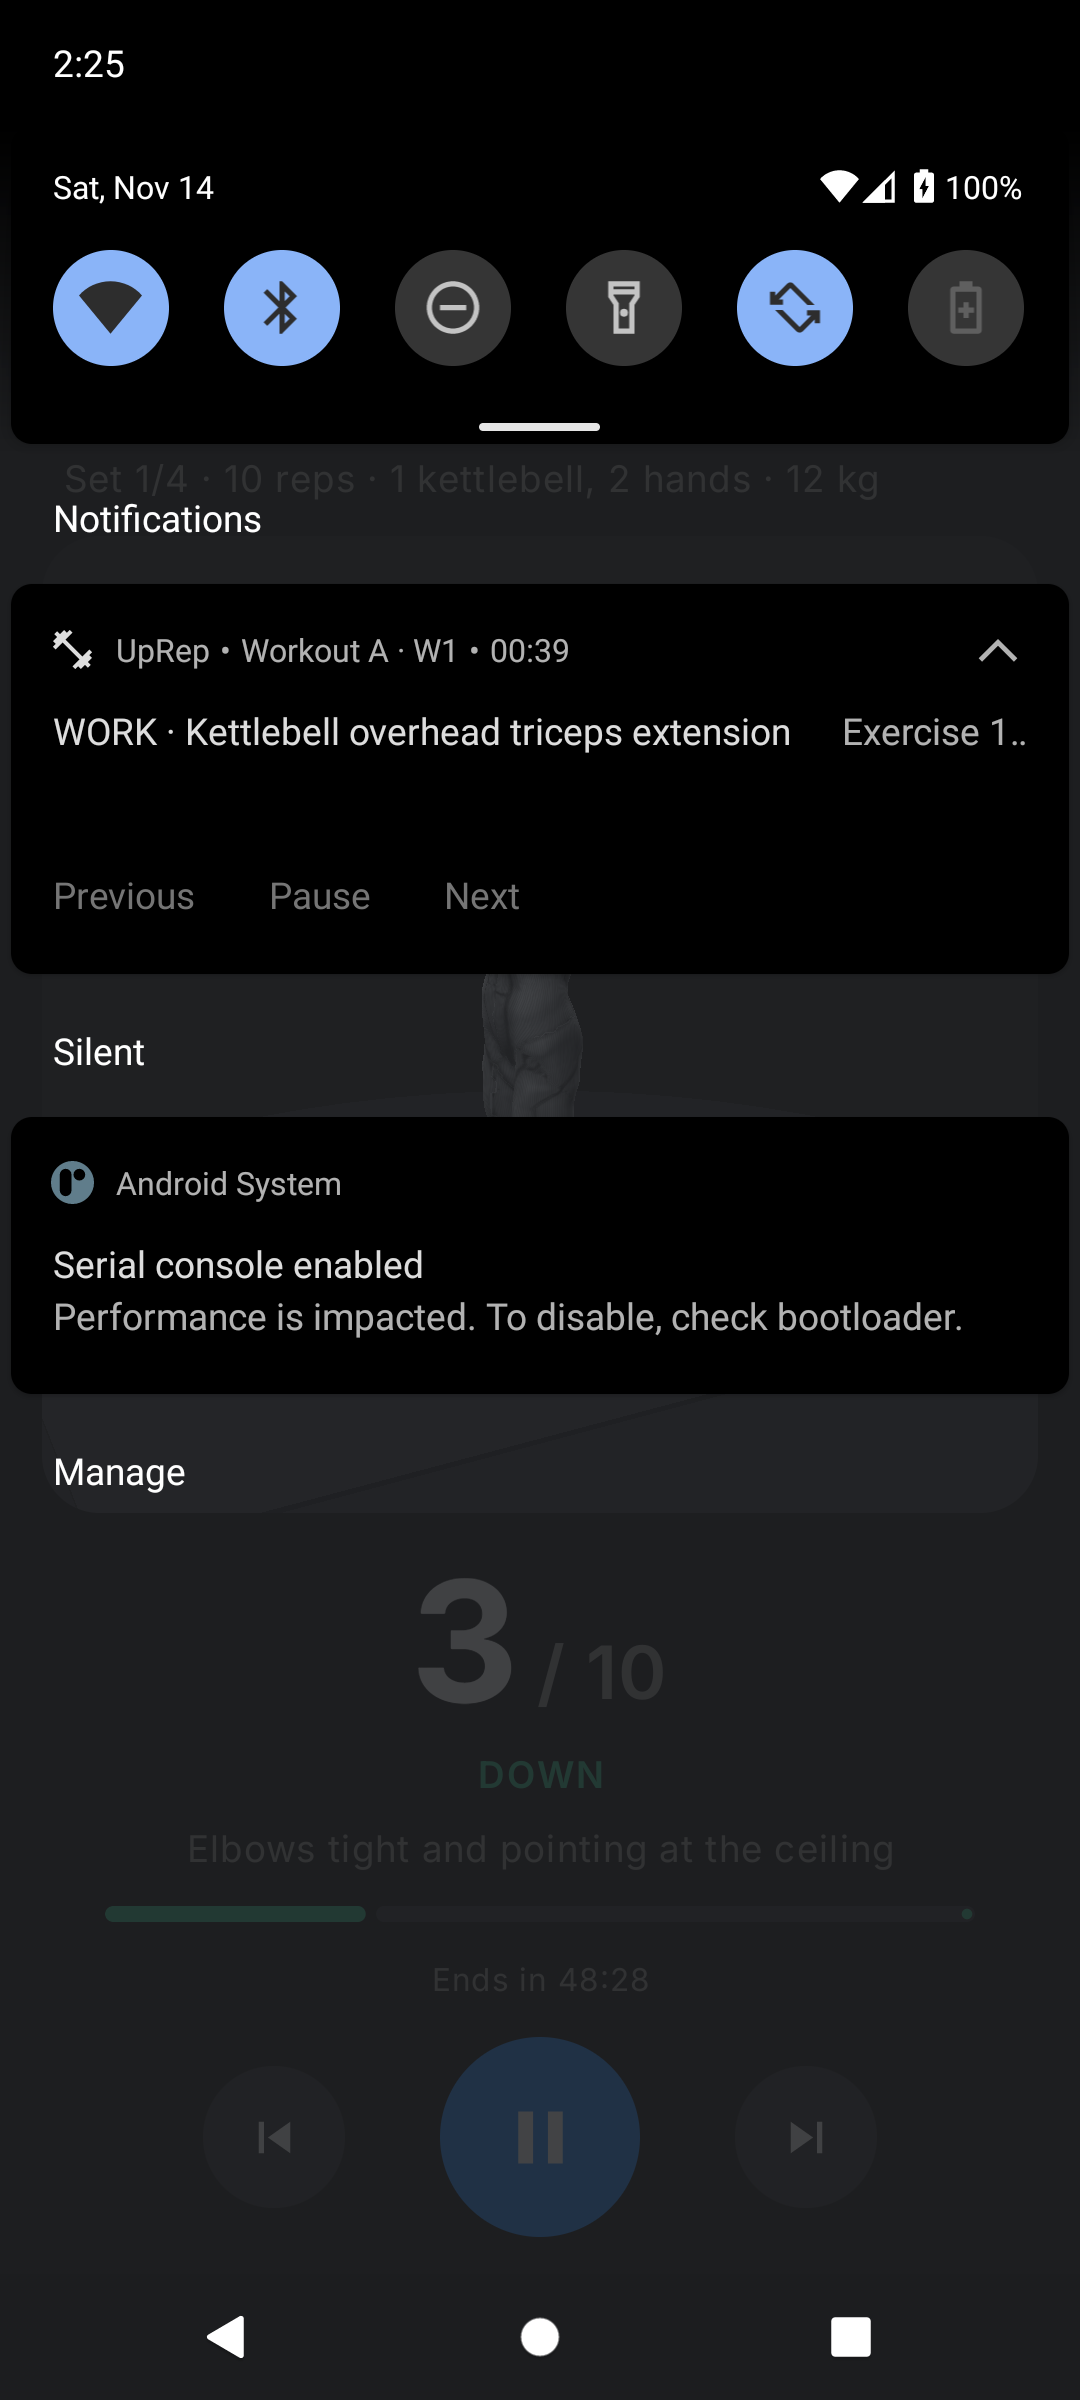 2:25
Sat, Nov 14
100%
Set 1/4 · 10 reps · 1 kettlebell, 2 hands · 12 kg
Notifications
UpRep • Workout A · W1 • 00:39
WORK · Kettlebell overhead triceps extension Exercise 1..
Previous Pause Next
Silent
Android System
Serial console enabled
Performance is impacted. To disable, check bootloader.
Manage
3 / 10
DOWN
Elbows tight and pointing at the ceiling
Ends in 48:28